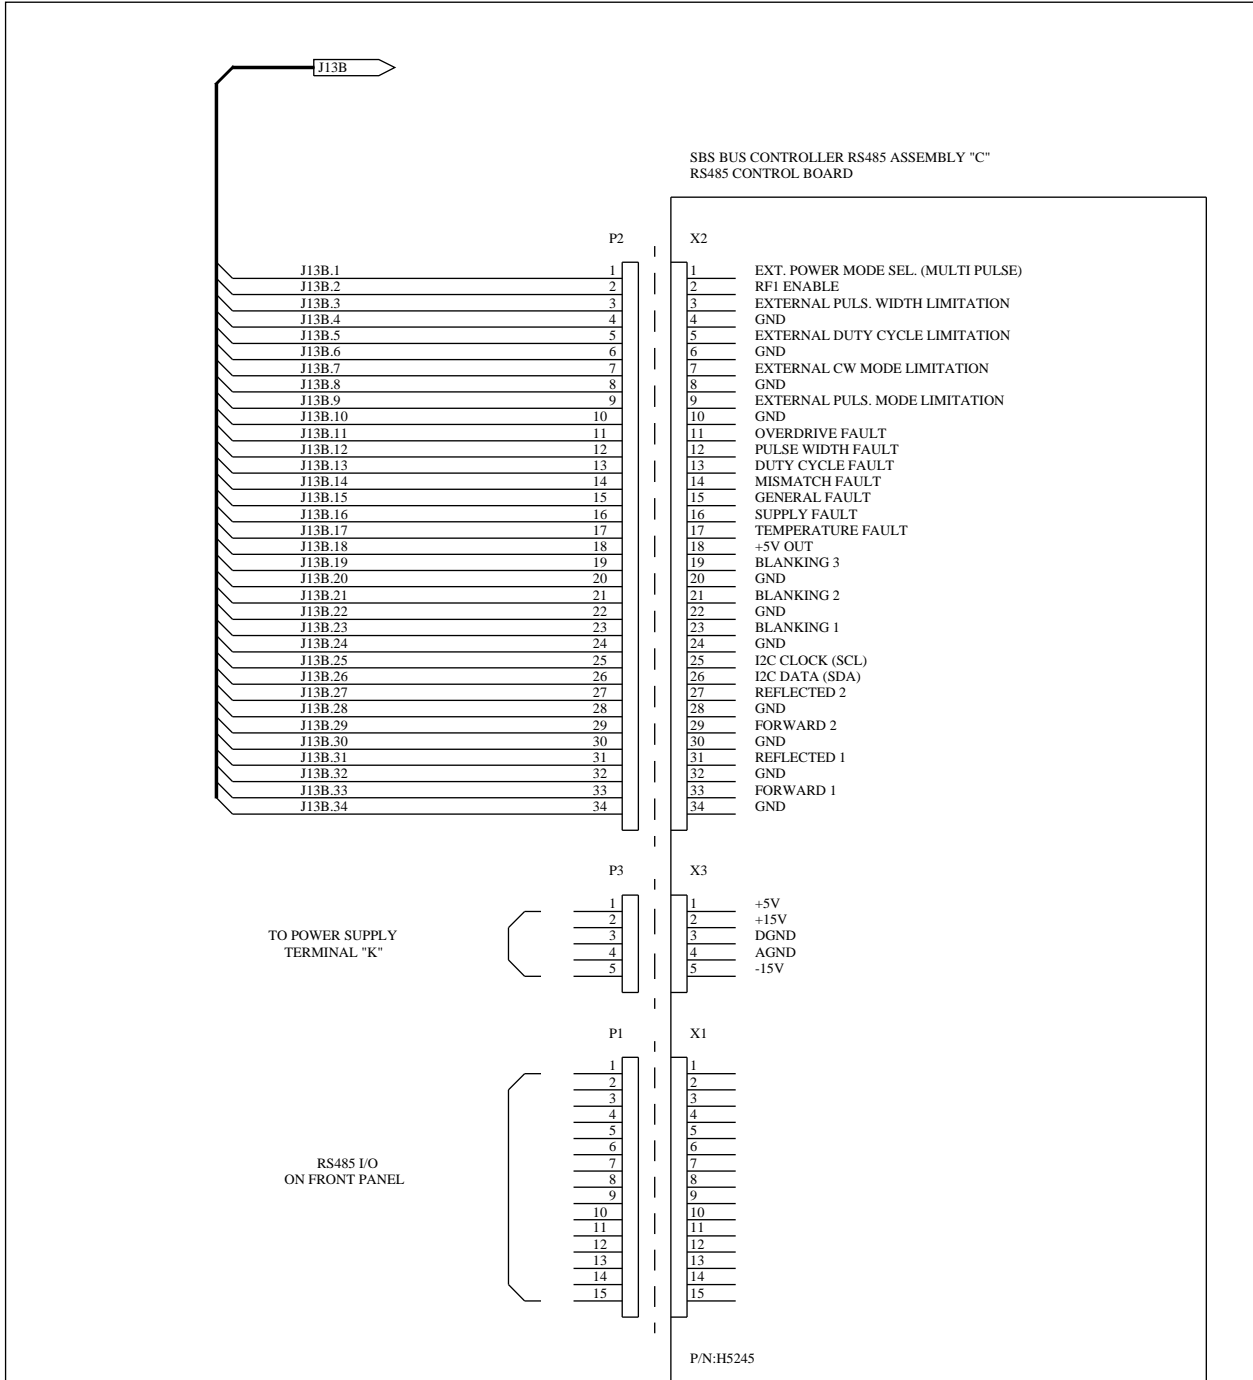 J13B
SBS BUS CONTROLLER RS485 ASSEMBLY "C"
RS485 CONTROL BOARD
P2 X2
J13B.1 1 1 EXT. POWER MODE SEL. (MULTI PULSE)
J13B.2 2 2 RF1 ENABLE
J13B.3 3 3 EXTERNAL PULS. WIDTH LIMITATION
J13B.4 4 4 GND
J13B.5 5 5 EXTERNAL DUTY CYCLE LIMITATION
J13B.6 6 6 GND
J13B.7 7 7 EXTERNAL CW MODE LIMITATION
J13B.8 8 8 GND
J13B.9 9 9 EXTERNAL PULS. MODE LIMITATION
J13B.10 10 10 GND
J13B.11 11 11 OVERDRIVE FAULT
J13B.12 12 12 PULSE WIDTH FAULT
J13B.13 13 13 DUTY CYCLE FAULT
J13B.14 14 14 MISMATCH FAULT
J13B.15 15 15 GENERAL FAULT
J13B.16 16 16 SUPPLY FAULT
J13B.17 17 17 TEMPERATURE FAULT
J13B.18 18 18 +5V OUT
J13B.19 19 19 BLANKING 3
J13B.20 20 20 GND
J13B.21 21 21 BLANKING 2
J13B.22 22 22 GND
J13B.23 23 23 BLANKING 1
J13B.24 24 24 GND
J13B.25 25 25 I2C CLOCK (SCL)
J13B.26 26 26 I2C DATA (SDA)
J13B.27 27 27 REFLECTED 2
J13B.28 28 28 GND
J13B.29 29 29 FORWARD 2
J13B.30 30 30 GND
J13B.31 31 31 REFLECTED 1
J13B.32 32 32 GND
J13B.33 33 33 FORWARD 1
J13B.34 34 34 GND
P3 X3
1 1 +5V
2 2 +15V
TO POWER SUPPLY 3 3 DGND
TERMINAL "K" 4 4 AGND
5 5 -15V
P1 X1
1 1
2 2
3 3
4 4
5 5
6 6
RS485 I/O 7 7
ON FRONT PANEL 8 8
9 9
10 10
11 11
12 12
13 13
14 14
15 15
P/N:H5245